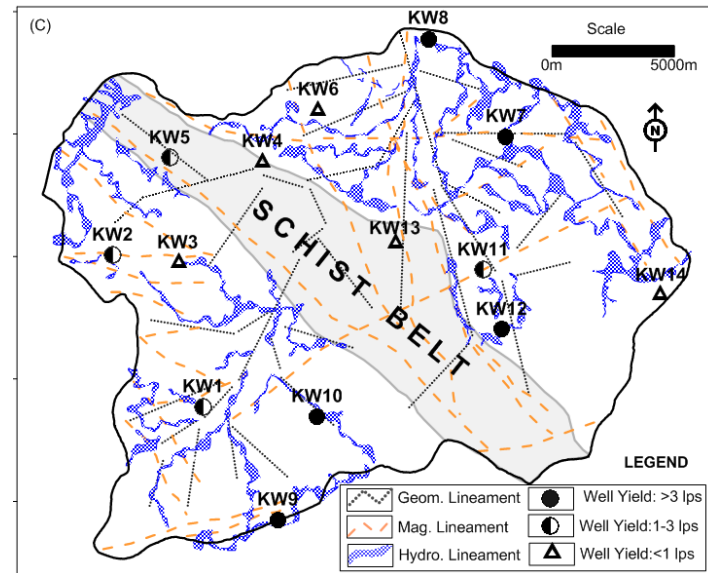 (C)
KW8
Scale
0m 5000m
KW6
KW7
N
KW5
KW4
KW2
KW3
KW13
KW11
KW14
SCHIST BELT
KW12
KW1
KW10
KW9
LEGEND
Geom. Lineament
Well Yield: >3 lps
Mag. Lineament
Well Yield:1-3 lps
Hydro. Lineament
Well Yield:<1 lps